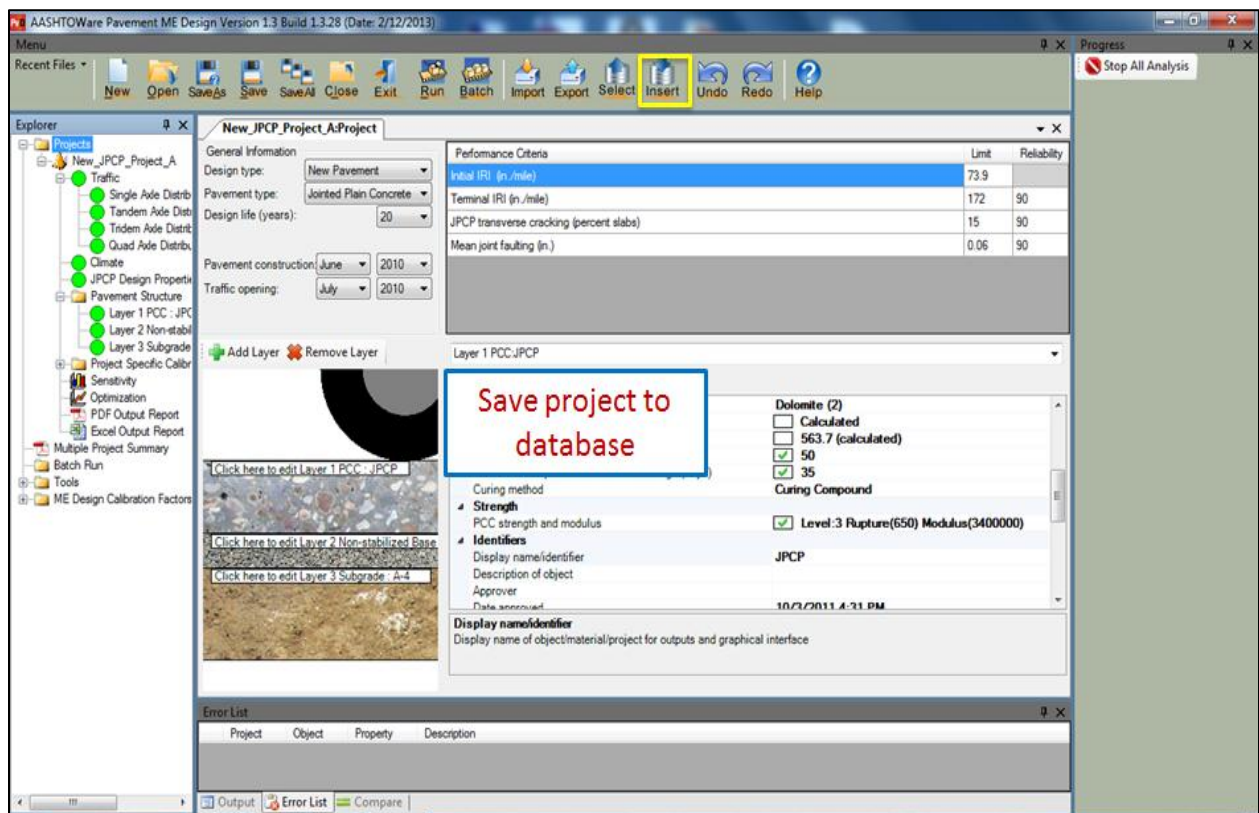 AASHTOWare Pavement ME Design Version 1.3 Build 1.3.28 (Date: 2/12/2013)
Menu
Recent Files
New Open SaveAs Save SaveAll Close Exit Run Batch Import Export Select Insert Undo Redo Help
Progress
Stop All Analysis
Explorer
Projects
New_JPCP_Project_A
Traffic
Single Axle Distrib
Tandem Axle Distr
Tridem Axle Distrib
Quad Axle Distribu
Climate
JPCP Design Propertie
Pavement Structure
Layer 1 PCC : JPC
Layer 2 Non-stabil
Layer 3 Subgrade
Project Specific Calibr
Sensitivity
Optimization
PDF Output Report
Excel Output Report
Multiple Project Summary
Batch Run
Tools
ME Design Calibration Factors
New_JPCP_Project_A:Project
General Information
Design type: New Pavement
Pavement type: Jointed Plain Concrete
Design life (years): 20
Pavement construction: June 2010
Traffic opening: July 2010
Performance Criteria Limit Reliability
Initial IRI (in./mile) 73.9
Terminal IRI (in./mile) 172 90
JPCP transverse cracking (percent slabs) 15 90
Mean joint faulting (in.) 0.06 90
Add Layer Remove Layer
Click here to edit Layer 1 PCC : JPCP
Click here to edit Layer 2 Non-stabilized Base
Click here to edit Layer 3 Subgrade : A-4
Layer 1 PCC:JPCP
Save project to
database
Dolomite (2)
Calculated
563.7 (calculated)
50
35
Curing method Curing Compound
Strength
PCC strength and modulus Level:3 Rupture(650) Modulus(3400000)
Identifiers
Display name/identifier JPCP
Description of object
Approver
Date approved 10/3/2011 4:31 PM
Display name/identifier
Display name of object/material/project for outputs and graphical interface
Error List
Project Object Property Description
Output Error List Compare